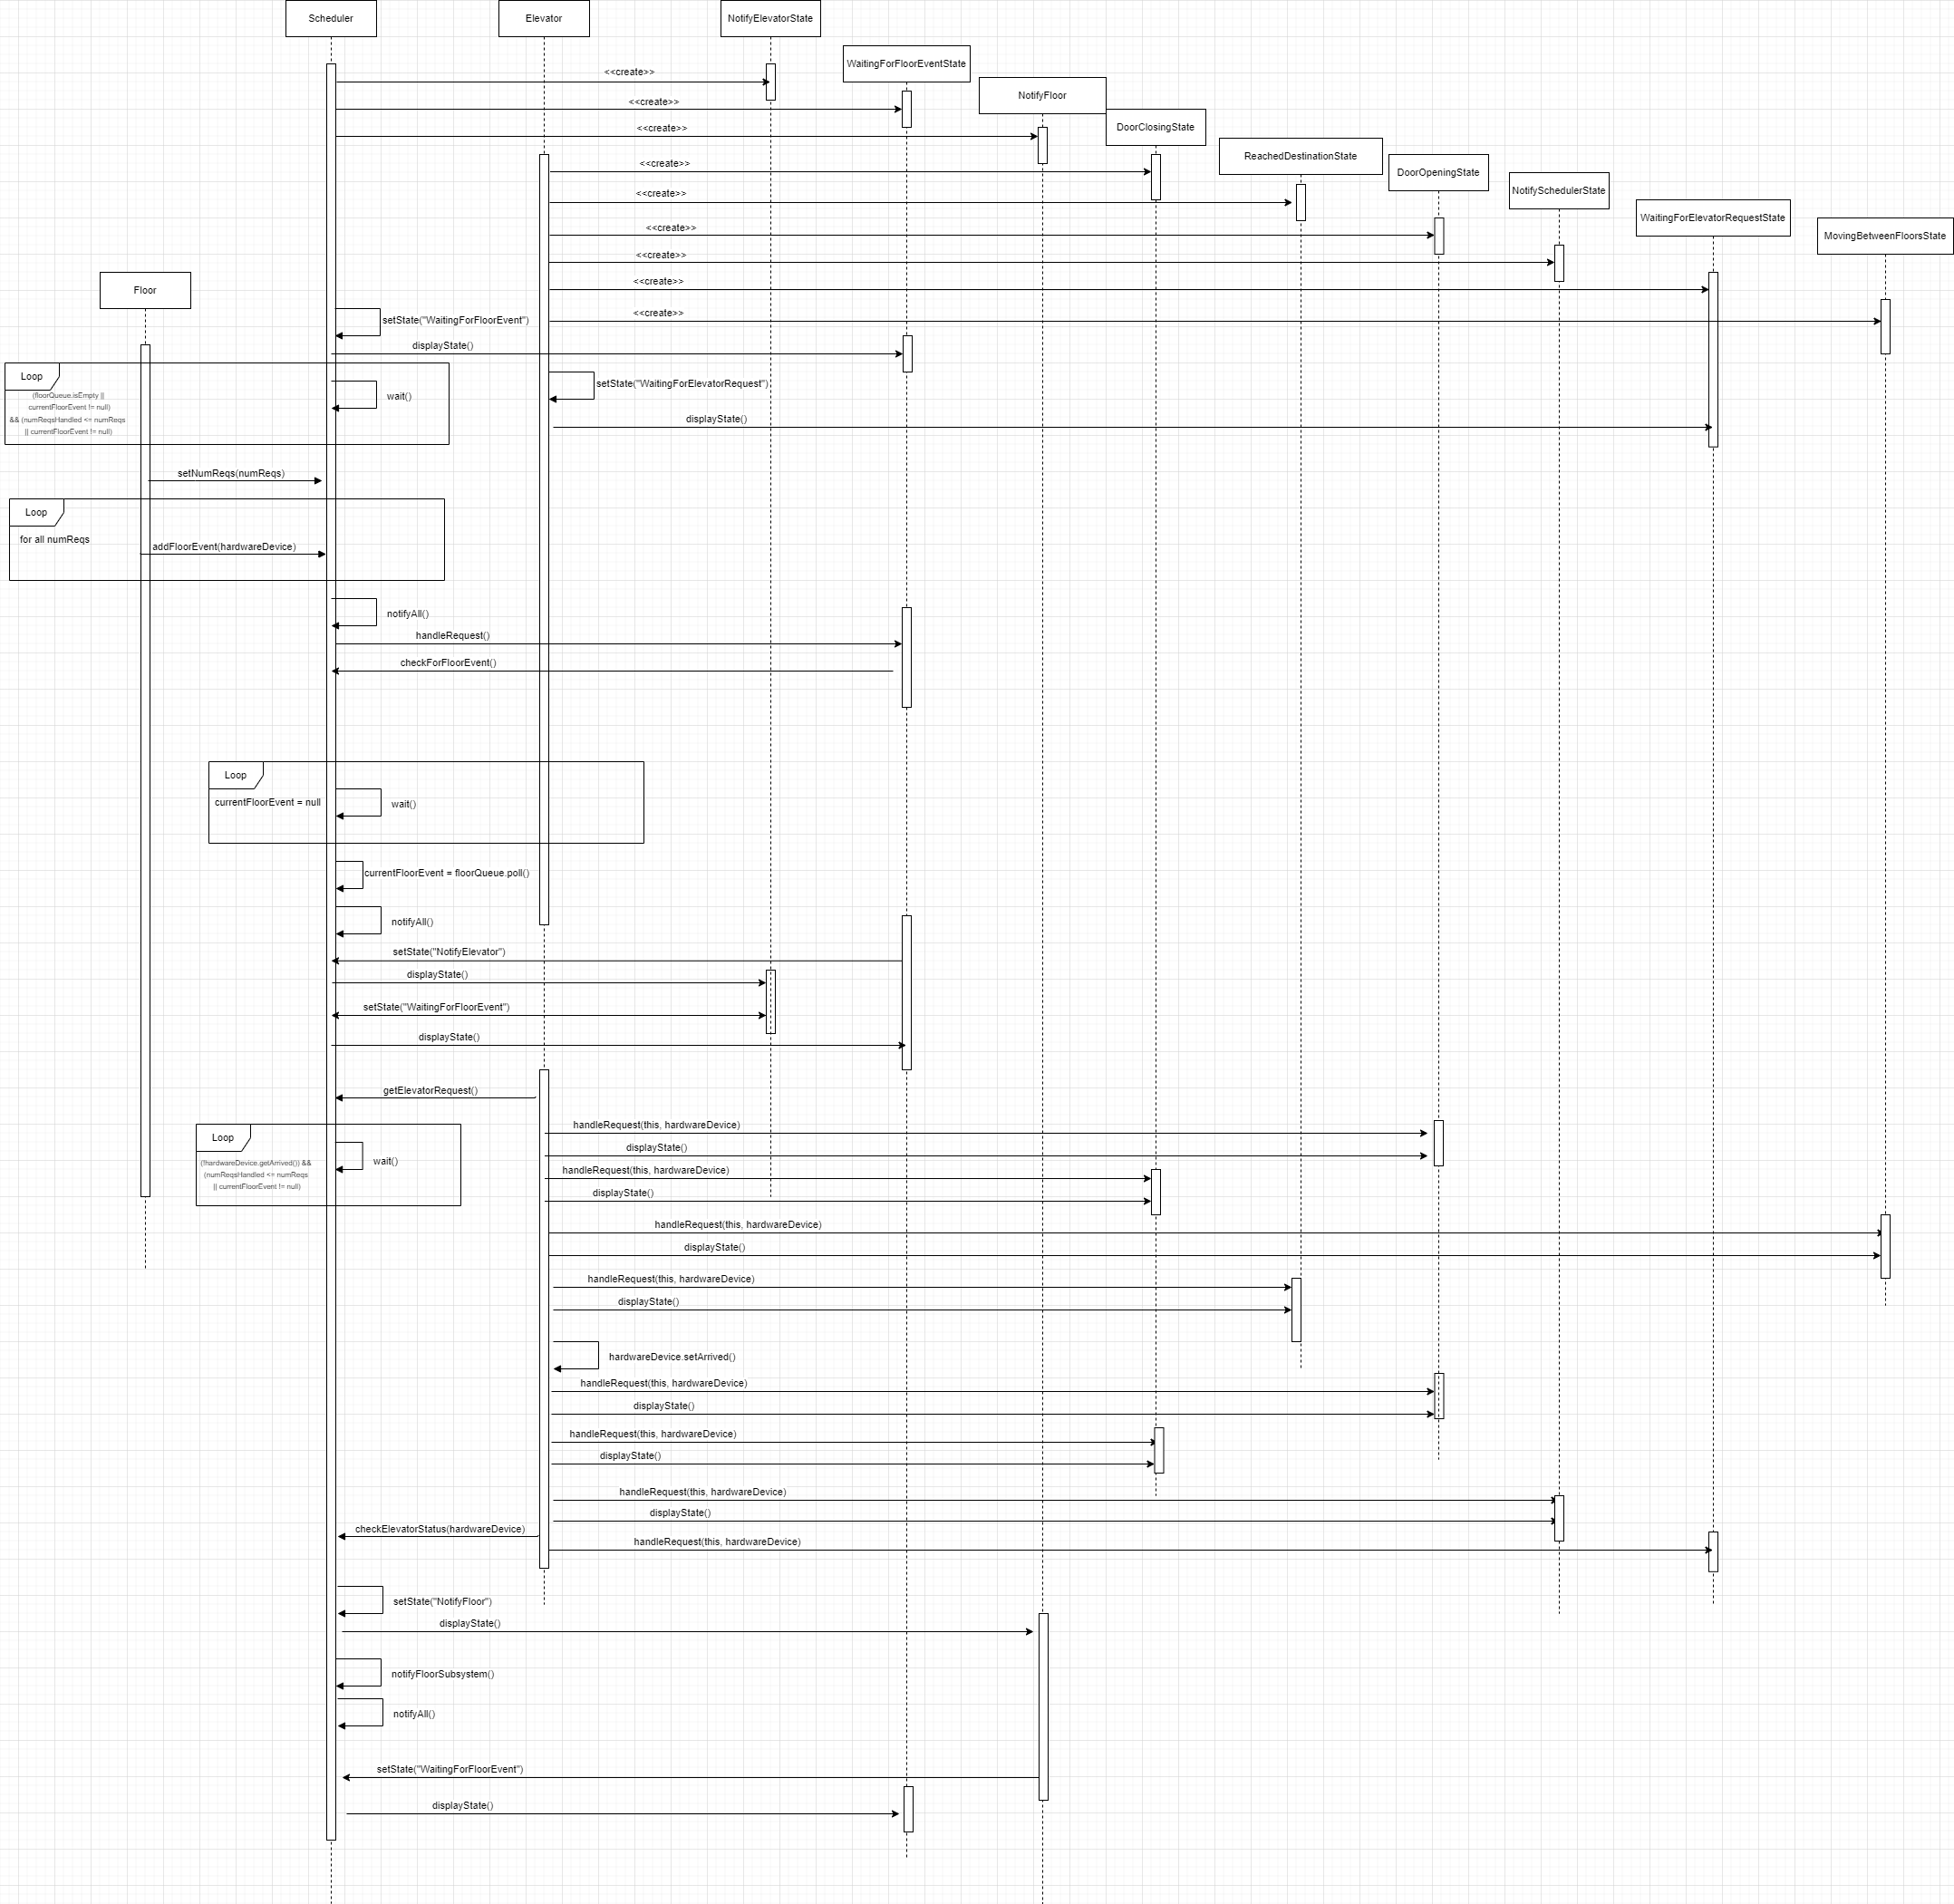 Scheduler
Elevator
NotifyElevatorState
WaitingForFloorEventState
NotifyFloor
DoorClosingState
ReachedDestinationState
DoorOpeningState
NotifySchedulerState
WaitingForElevatorRequestState
MovingBetweenFloorsState
Floor
<<create>>
<<create>>
<<create>>
<<create>>
<<create>>
<<create>>
<<create>>
<<create>>
<<create>>
setState("WaitingForFloorEvent")
displayState()
Loop
(floorQueue.isEmpty ||
currentFloorEvent != null)
&& (numReqsHandled <= numReqs
|| currentFloorEvent != null)
wait()
setState("WaitingForElevatorRequest")
displayState()
setNumReqs(numReqs)
Loop
for all numReqs
addFloorEvent(hardwareDevice)
notifyAll()
handleRequest()
checkForFloorEvent()
Loop
currentFloorEvent = null
wait()
currentFloorEvent = floorQueue.poll()
notifyAll()
setState("NotifyElevator")
displayState()
setState("WaitingForFloorEvent")
displayState()
getElevatorRequest()
Loop
(!hardwareDevice.getArrived()) &&
(numReqsHandled <= numReqs
|| currentFloorEvent != null)
wait()
handleRequest(this, hardwareDevice)
displayState()
handleRequest(this, hardwareDevice)
displayState()
handleRequest(this, hardwareDevice)
displayState()
handleRequest(this, hardwareDevice)
displayState()
hardwareDevice.setArrived()
handleRequest(this, hardwareDevice)
displayState()
handleRequest(this, hardwareDevice)
displayState()
handleRequest(this, hardwareDevice)
displayState()
checkElevatorStatus(hardwareDevice)
handleRequest(this, hardwareDevice)
setState("NotifyFloor")
displayState()
notifyFloorSubsystem()
notifyAll()
setState("WaitingForFloorEvent")
displayState()